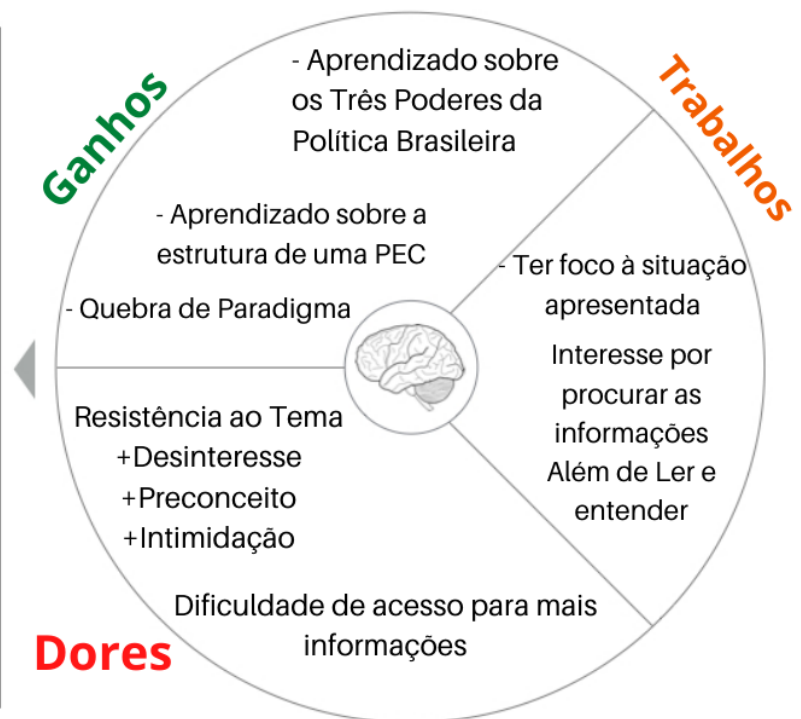 Ganhos
- Aprendizado sobre
os Três Poderes da
Política Brasileira
- Aprendizado sobre a
estrutura de uma PEC
- Quebra de Paradigma
Trabalhos
- Ter foco à situação
apresentada
Interesse por
procurar as
informações
Além de Ler e
entender
Resistência ao Tema
+Desinteresse
+Preconceito
+Intimidação
Dificuldade de acesso para mais
informações
Dores